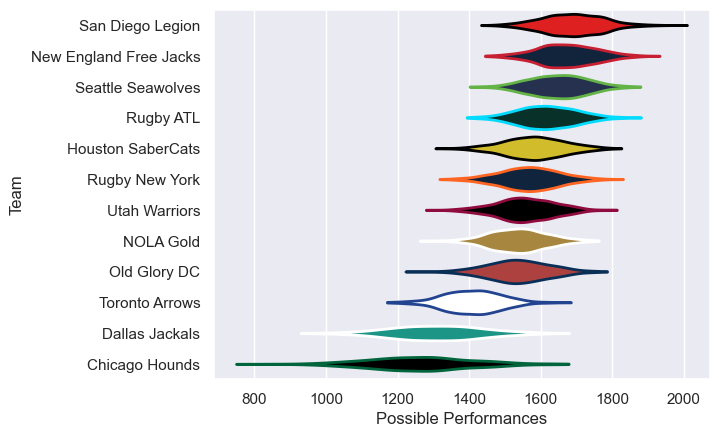 San Diego Legion
New England Free Jacks
Seattle Seawolves
Rugby ATL
Houston SaberCats
Rugby New York
Utah Warriors
NOLA Gold
Old Glory DC
Toronto Arrows
Dallas Jackals
Chicago Hounds
Team
800 1000 1200 1400 1600 1800 2000
Possible Performances